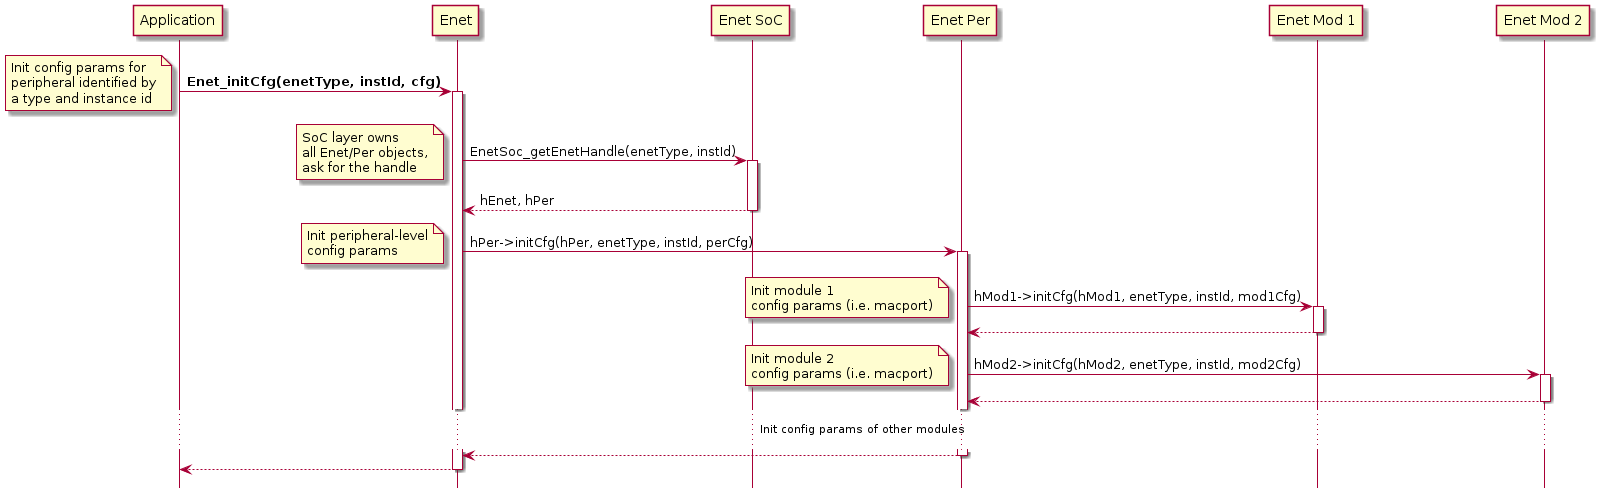 Application
Enet
Enet SoC
Enet Per
Enet Mod 1
Enet Mod 2
Init config params for
peripheral identified by
a type and instance id
Enet_initCfg(enetType, instId, cfg)
SoC layer owns
all Enet/Per objects,
ask for the handle
EnetSoc_getEnetHandle(enetType, instId)
hEnet, hPer
Init peripheral-level
config params
hPer->initCfg(hPer, enetType, instId, perCfg)
Init module 1
config params (i.e. macport)
hMod1->initCfg(hMod1, enetType, instId, mod1Cfg)
Init module 2
config params (i.e. macport)
hMod2->initCfg(hMod2, enetType, instId, mod2Cfg)
Init config params of other modules